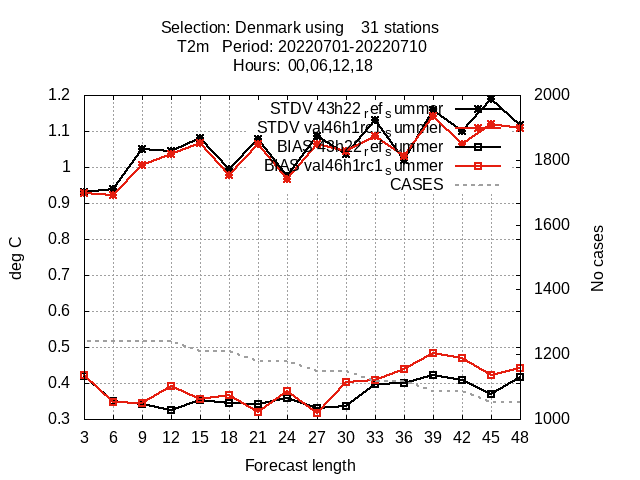 Selection: Denmark using 31 stations
T2m Period: 20220701-20220710
Hours: 00,06,12,18
STDV 43h22_ref_summer
STDV val46h1rc1_summer
BIAS 43h22_ref_summer
BIAS val46h1rc1_summer
CASES
1.2
1.1
1
0.9
0.8
0.7
0.6
0.5
0.4
0.3
deg C
2000
1800
1600
1400
1200
1000
No cases
3 6 9 12 15 18 21 24 27 30 33 36 39 42 45 48
Forecast length